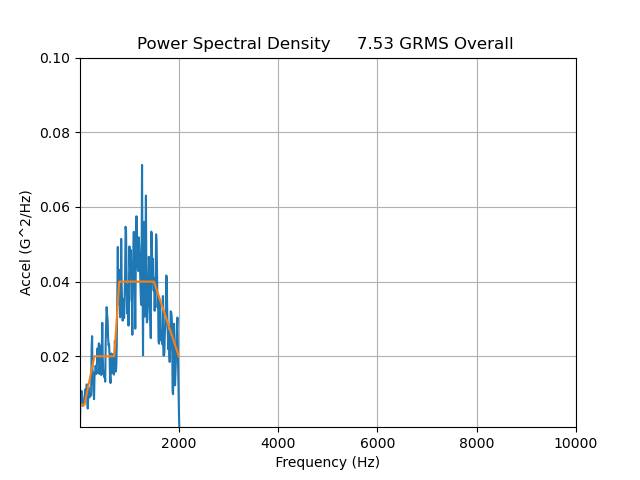 Power Spectral Density     7.53 GRMS Overall
0.10
0.08
0.06
0.04
0.02
Accel (G^2/Hz)
2000 4000 6000 8000 10000
Frequency (Hz)